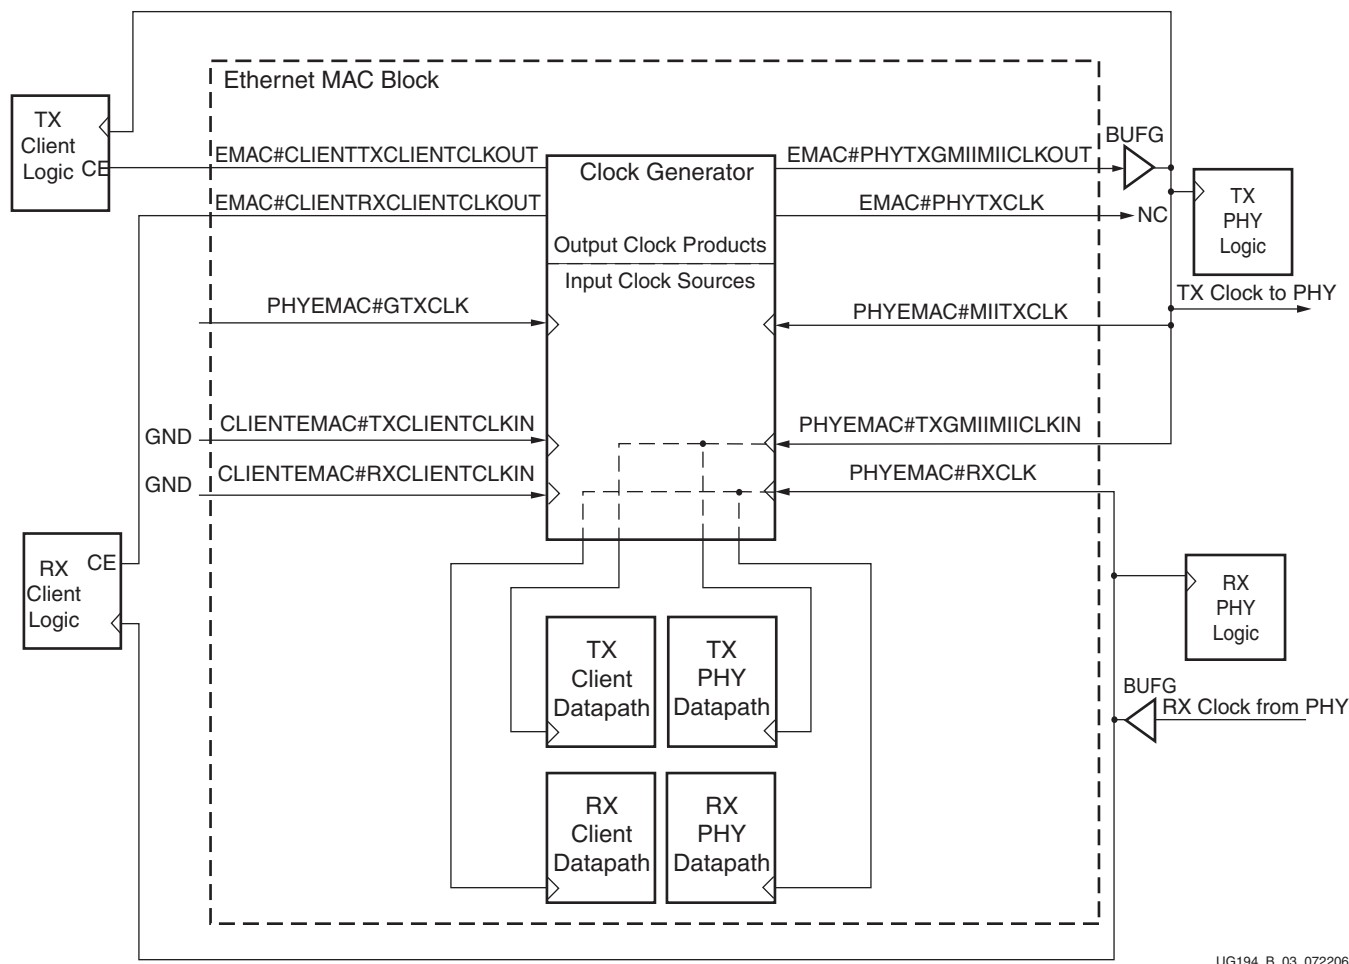 Ethernet MAC Block
TX
Client
Logic
CE
EMAC#CLIENTTXCLIENTCLKOUT
EMAC#CLIENTRXCLIENTCLKOUT
Clock Generator
Output Clock Products
Input Clock Sources
EMAC#PHYTXGMIIMIICLKOUT
BUFG
EMAC#PHYTXCLK
NC
TX
PHY
Logic
TX Clock to PHY
PHYEMAC#GTXCLK
PHYEMAC#MIITXCLK
GND
CLIENTEMAC#TXCLIENTCLKIN
PHYEMAC#TXGMIIMIICLKIN
GND
CLIENTEMAC#RXCLIENTCLKIN
PHYEMAC#RXCLK
RX
Client
Logic
CE
RX
PHY
Logic
TX
Client
Datapath
TX
PHY
Datapath
BUFG
RX Clock from PHY
RX
Client
Datapath
RX
PHY
Datapath
UG194_B_03_072206